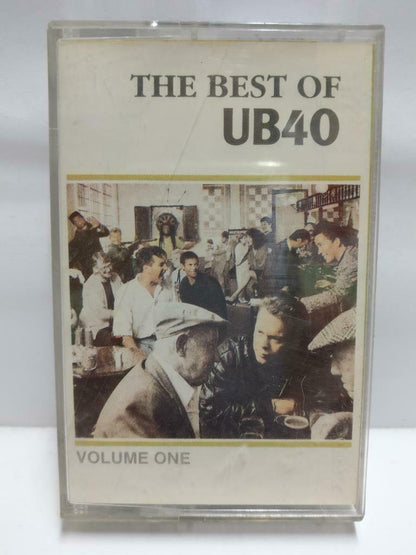 THE BEST OF
UB40
VOLUME ONE